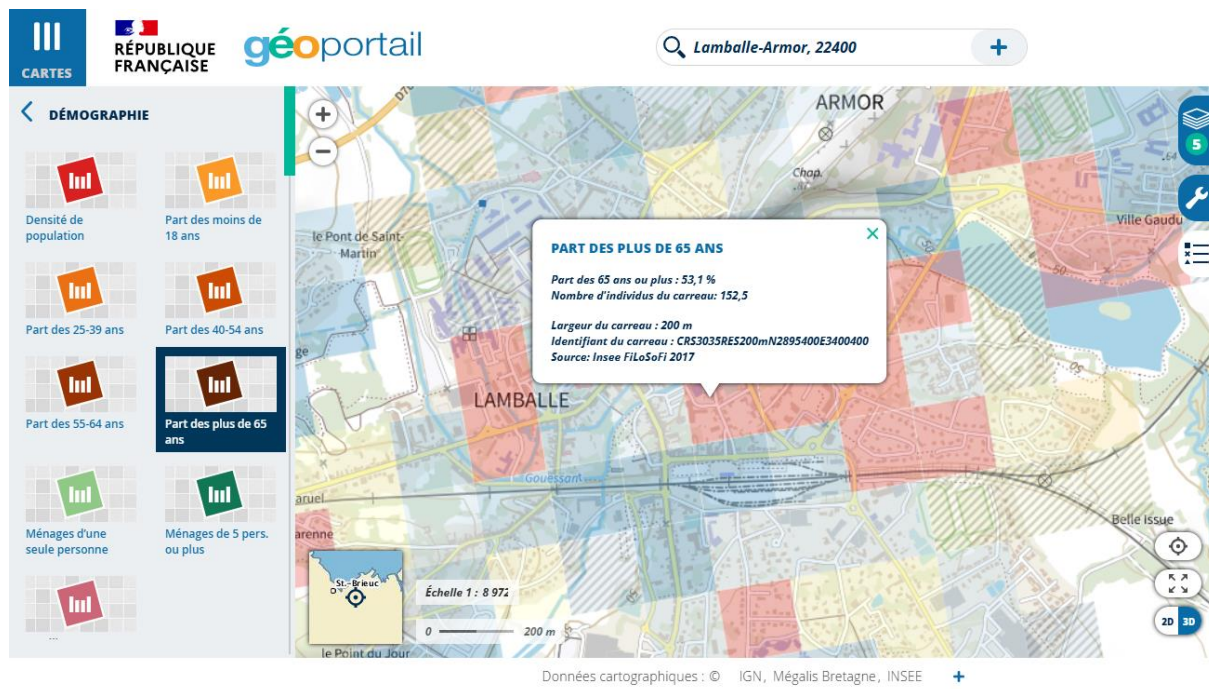 CARTES
RÉPUBLIQUE
FRANÇAISE
géoportail
Lamballe-Armor, 22400
+
DÉMOGRAPHIE
Densité de
population
Part des moins de
18 ans
Part des 25-39 ans
Part des 40-54 ans
Part des 55-64 ans
Part des plus de 65
ans
Ménages d'une
seule personne
Ménages de 5 pers.
ou plus
...
+
−
ARMOR
Chap.
le Pont de Saint-
Martin
Ville Gaudu
.64
5
50
50
LAMBALLE
Gouessant
Belle issue
le Point du Jour
PART DES PLUS DE 65 ANS
Part des 65 ans ou plus : 53,1 %
Nombre d'individus du carreau: 152,5
Largeur du carreau : 200 m
Identifiant du carreau : CRS3035RES200mN2895400E3400400
Source: Insee FiLoSoFi 2017
St.-Brieuc
Échelle 1 : 8 972
0
200 m
2D
3D
Données cartographiques : © IGN, Mégalis Bretagne, INSEE +